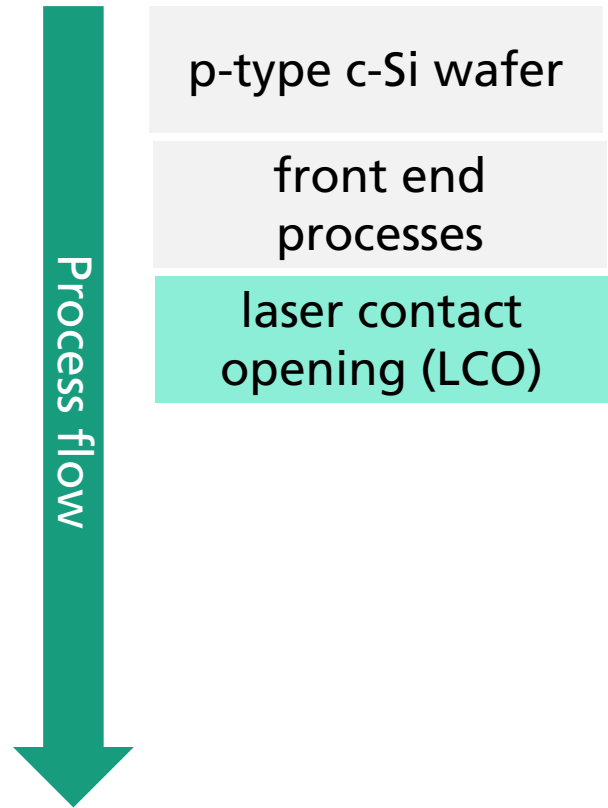 p-type c-Si wafer
front end
processes
laser contact
opening (LCO)
Process flow